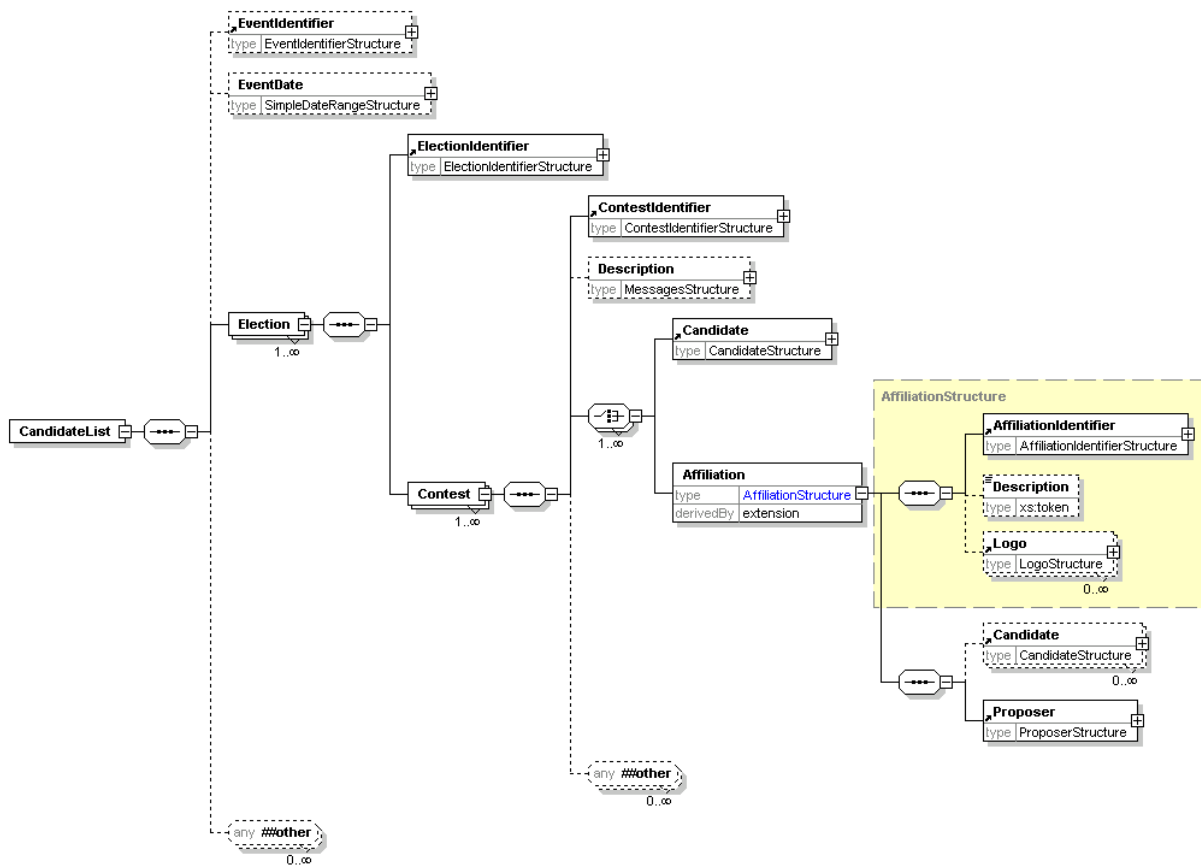 EventIdentifier
type EventIdentifierStructure
EventDate
type SimpleDateRangeStructure
ElectionIdentifier
type ElectionIdentifierStructure
ContestIdentifier
type ContestIdentifierStructure
Description
type MessagesStructure
Election
1..∞
Candidate
type CandidateStructure
AffiliationStructure
CandidateList
1..∞
AffiliationIdentifier
type AffiliationIdentifierStructure
Affiliation
type AffiliationStructure
derivedBy extension
Contest
1..∞
Description
type xs:token
Logo
type LogoStructure
0..∞
Candidate
type CandidateStructure
0..∞
Proposer
type ProposerStructure
any ##other
0..∞
any ##other
0..∞